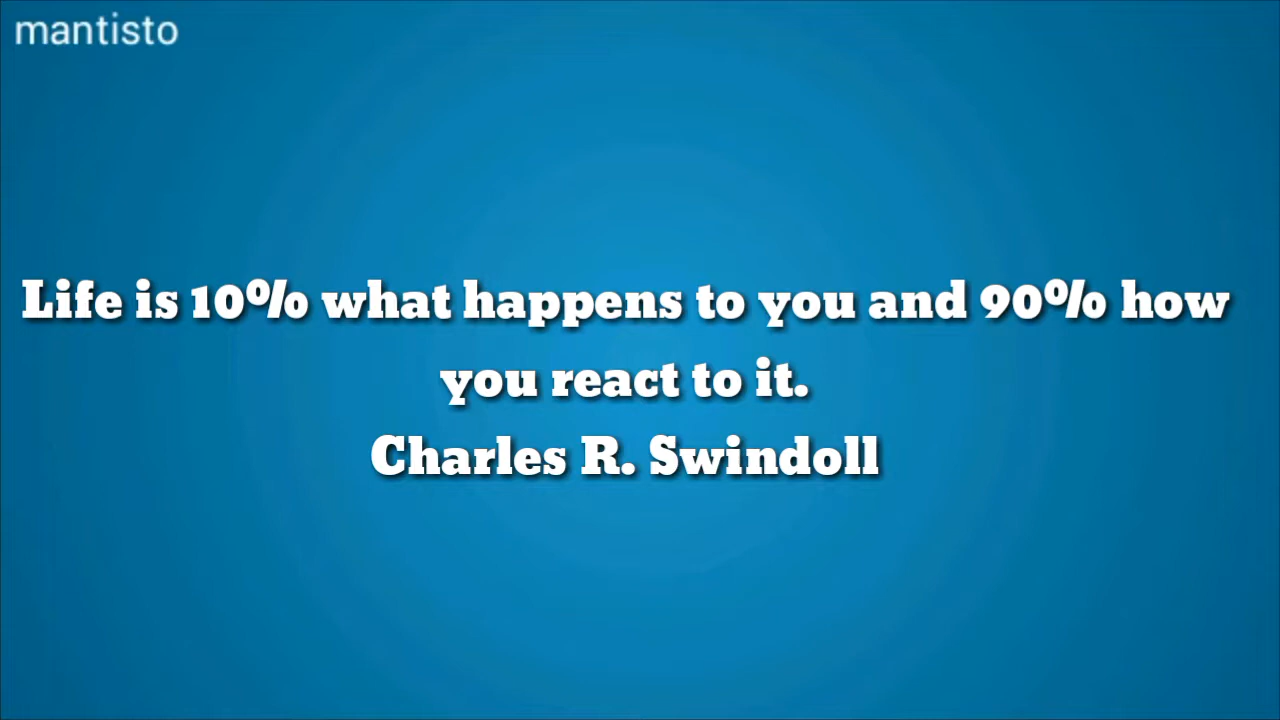 mantisto
Life is 10% what happens to you and 90% how
you react to it.
Charles R. Swindoll